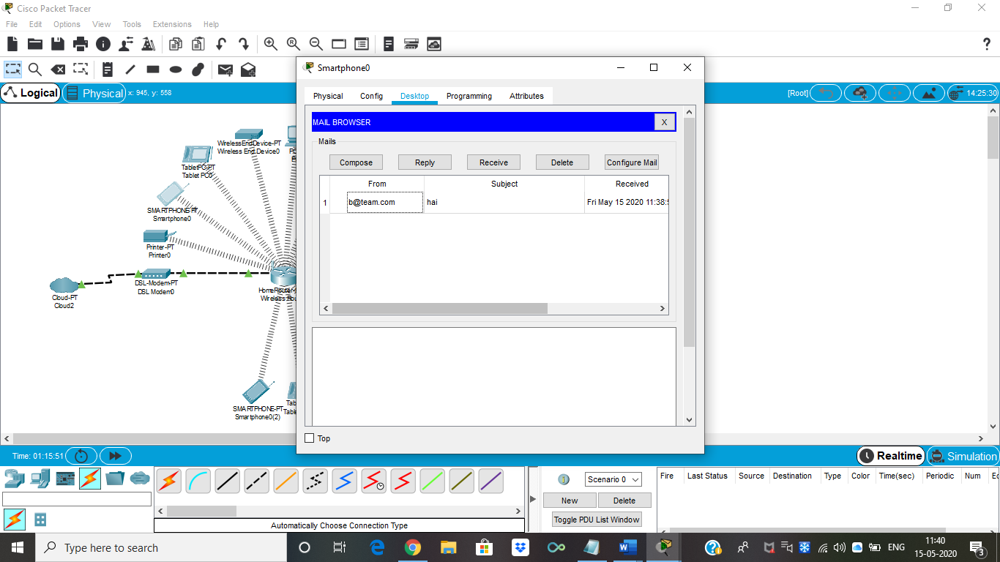 Cisco Packet Tracer
File Edit Options View Tools Extensions Help
Logical Physical x: 945, y: 558 [Root] 14:25:30
Smartphone0
Physical Config Desktop Programming Attributes
MAIL BROWSER X
Mails
Compose Reply Receive Delete Configure Mail
From Subject Received
1 b@team.com hai Fri May 15 2020 11:38:
Top
WirelessEndDevice-PT
Wireless End Device0
TabletPC-PT
Tablet PC0
SMARTPHONE-PT
Smartphone0
Printer-PT
Printer0
DSL-Modem-PT
DSL Modem0
Cloud-PT
Cloud2
HomeRouter-
Wireless Rou
SMARTPHONE-PT
Smartphone0(2)
Tab
Table
Time: 01:15:51 Realtime Simulation
Scenario 0
New Delete
Toggle PDU List Window
Fire Last Status Source Destination Type Color Time(sec) Periodic Num Ec
Automatically Choose Connection Type
Type here to search
ENG 11:40
15-05-2020
3